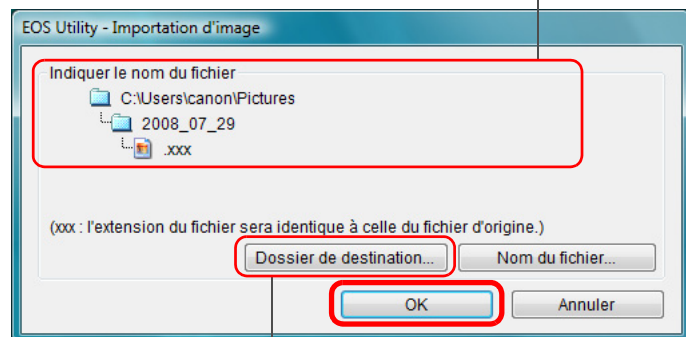 EOS Utility - Importation d'image
Indiquer le nom du fichier
C:\Users\canon\Pictures
2008_07_29
.xxx
(xxx : l'extension du fichier sera identique à celle du fichier d'origine.)
Dossier de destination... Nom du fichier...
OK Annuler